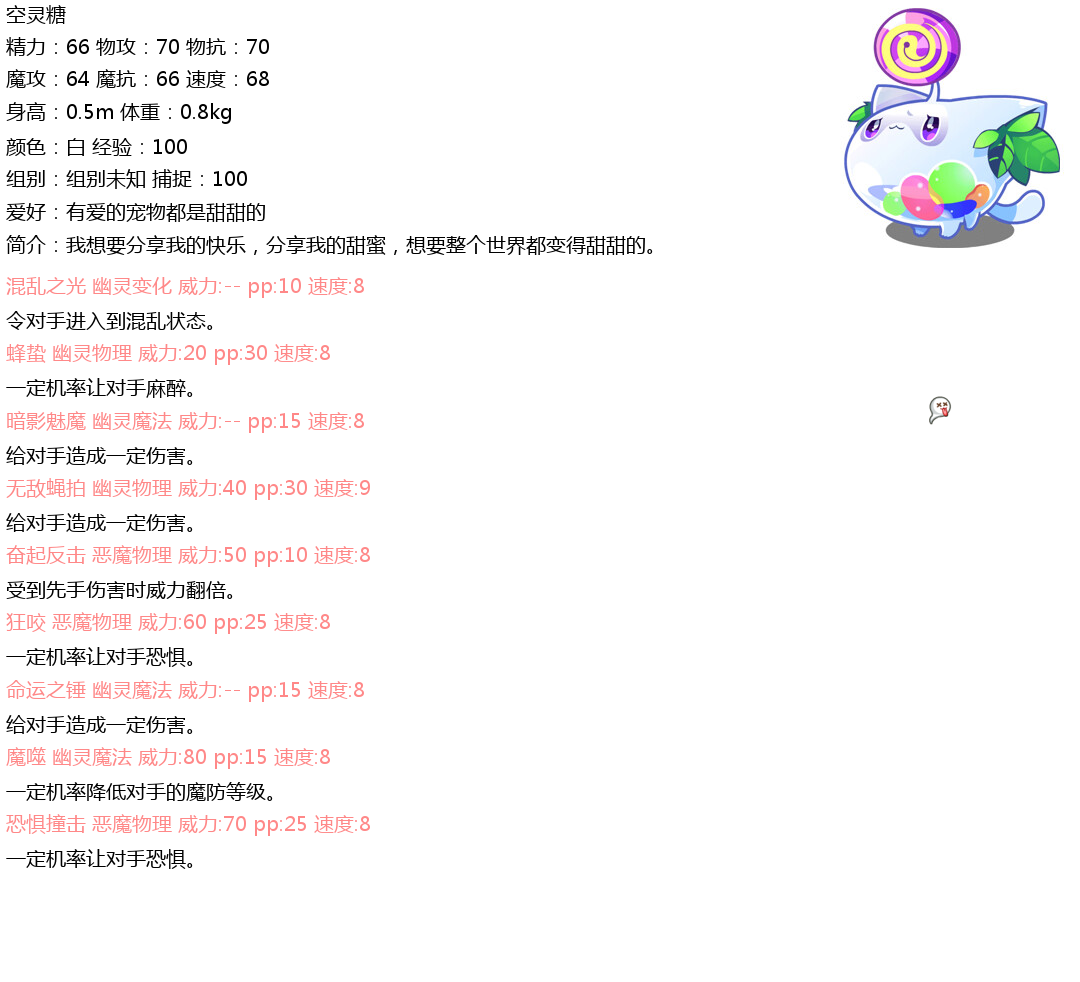 空灵糖
精力：66 物攻：70 物抗：70
魔攻：64 魔抗：66 速度：68
身高：0.5m 体重：0.8kg
颜色：白 经验：100
组别：组别未知 捕捉：100
爱好：有爱的宠物都是甜甜的
简介：我想要分享我的快乐，分享我的甜蜜，想要整个世界都变得甜甜的。
混乱之光 幽灵变化 威力:-- pp:10 速度:8
令对手进入到混乱状态。
蜂蛰 幽灵物理 威力:20 pp:30 速度:8
一定机率让对手麻醉。
暗影魅魔 幽灵魔法 威力:-- pp:15 速度:8
给对手造成一定伤害。
无敌蝇拍 幽灵物理 威力:40 pp:30 速度:9
给对手造成一定伤害。
奋起反击 恶魔物理 威力:50 pp:10 速度:8
受到先手伤害时威力翻倍。
狂咬 恶魔物理 威力:60 pp:25 速度:8
一定机率让对手恐惧。
命运之锤 幽灵魔法 威力:-- pp:15 速度:8
给对手造成一定伤害。
魔噬 幽灵魔法 威力:80 pp:15 速度:8
一定机率降低对手的魔防等级。
恐惧撞击 恶魔物理 威力:70 pp:25 速度:8
一定机率让对手恐惧。